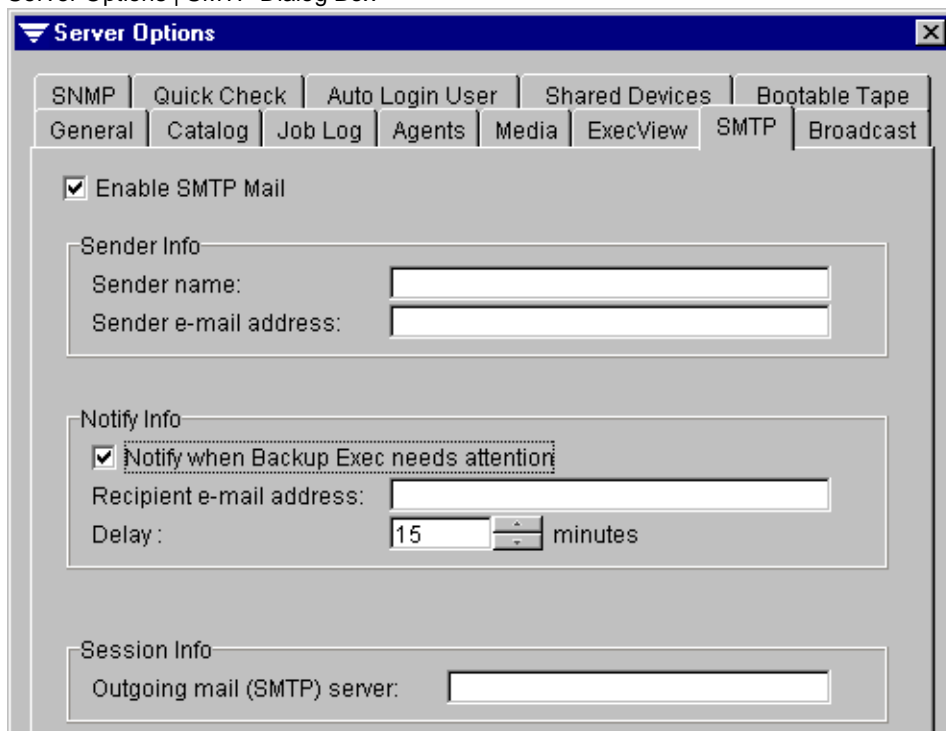 Server Options | SMTP Dialog Box
Server Options
SNMP Quick Check Auto Login User Shared Devices Bootable Tape
General Catalog Job Log Agents Media ExecView SMTP Broadcast
Enable SMTP Mail
Sender Info
Sender name:
Sender e-mail address:
Notify Info
Notify when Backup Exec needs attention
Recipient e-mail address:
Delay : 15 minutes
Session Info
Outgoing mail (SMTP) server: